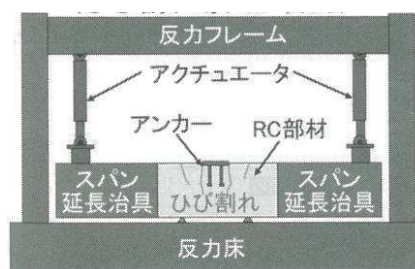 反力フレーム
アクチュエータ
アンカー
RC部材
スパン
延長治具
ひび割れ
スパン
延長治具
反力床